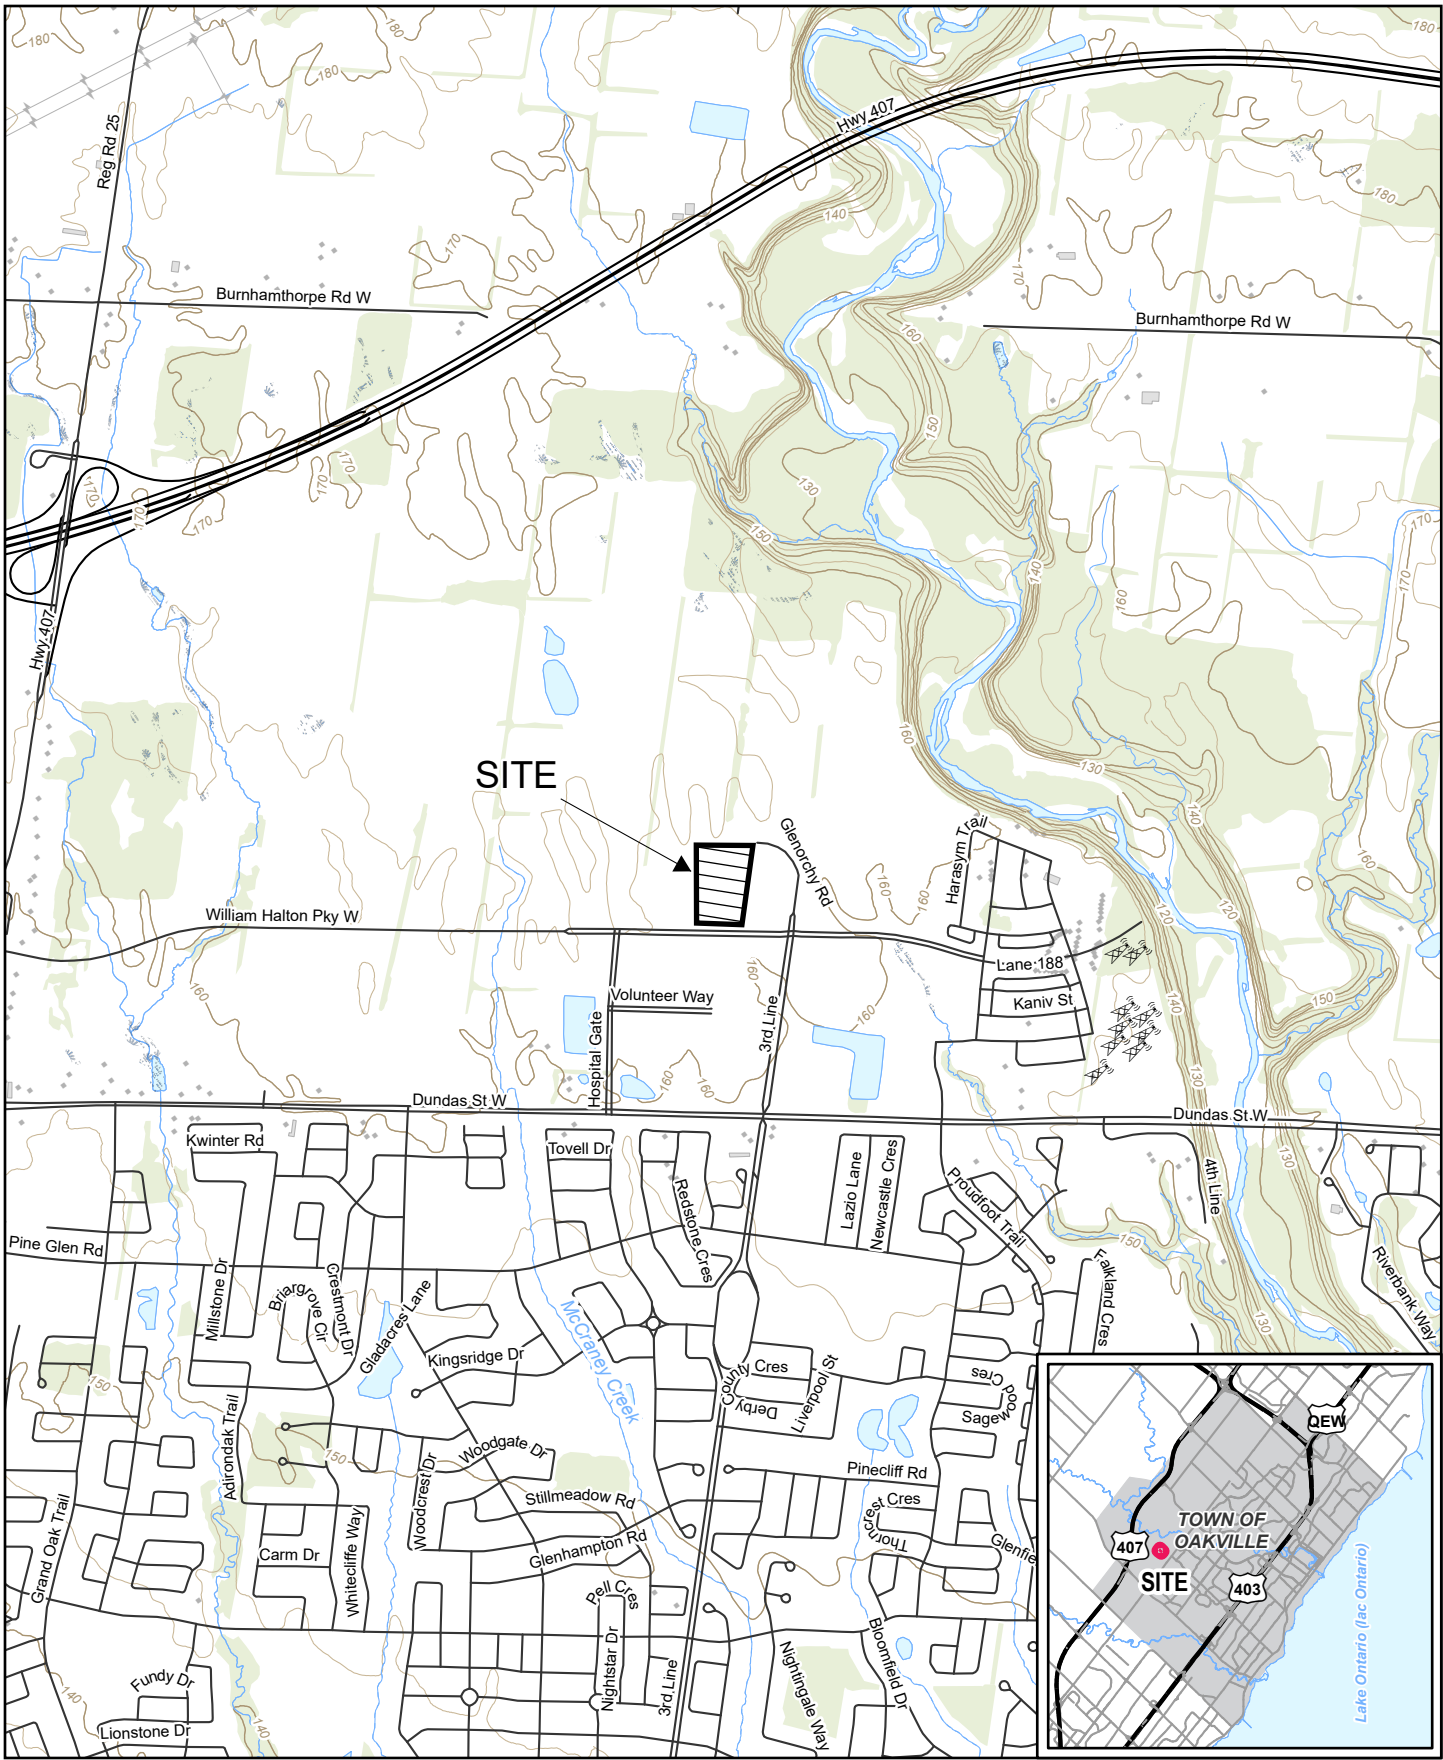 180
180
180
180
Reg Rd 25
Hwy 407
180
140
170
170
Burnhamthorpe Rd W
Burnhamthorpe Rd W
160
150
170
170
170
170
170
130
150
140
170
170
160
Hwy 407
160
130
140
SITE
Glenorchy Rd
Harasym Trail
160
160
160
120
120
William Halton Pky W
Lane 188
160
160
Volunteer Way
Kaniv St
150
140
160
3rd Line
Hospital Gate
160
160
130
Dundas St W
Dundas St W
Kwinter Rd
Tovell Dr
Lazio Lane
Newcastle Cres
Redstone Cres
Proudfoot Trail
4th Line
130
150
Pine Glen Rd
Millstone Dr
Briargrove Cir
Crestmont Dr
Gladacres Lane
McCraney Creek
Falkland Cres
Riverbank Way
130
Kingsridge Dr
County Cres
Derby
Liverpool St
150
Sagewood Cres
Adirondak Trail
150
Woodgate Dr
Woodcrest Dr
Pinecliff Rd
Stillmeadow Rd
Thorncrest Cres
Grand Oak Trail
Carm Dr
Whitecliffe Way
Glenhampton Rd
Glenfie
Pell Cres
Nightstar Dr
3rd Line
Nightingale Way
Bloomfield Dr
Fundy Dr
Lionstone Dr
140
140
QEW
TOWN OF
OAKVILLE
407
SITE
403
Lake Ontario (lac Ontario)